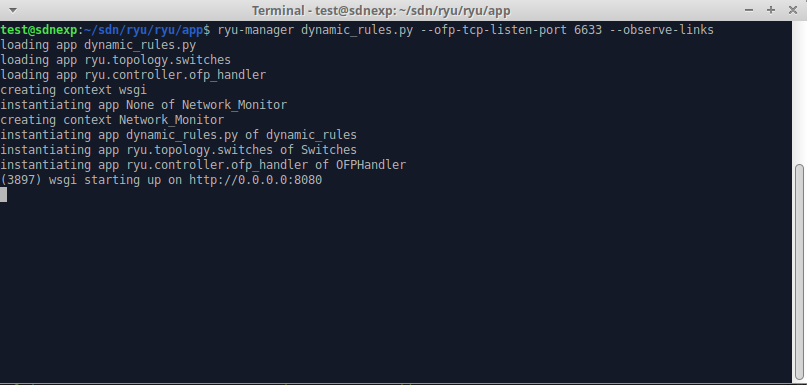 Terminal - test@sdnexp: ~/sdn/ryu/ryu/app
test@sdnexp:~/sdn/ryu/ryu/app$ ryu-manager dynamic_rules.py --ofp-tcp-listen-port 6633 --observe-links
loading app dynamic_rules.py
loading app ryu.topology.switches
loading app ryu.controller.ofp_handler
creating context wsgi
instantiating app None of Network_Monitor
creating context Network_Monitor
instantiating app dynamic_rules.py of dynamic_rules
instantiating app ryu.topology.switches of Switches
instantiating app ryu.controller.ofp_handler of OFPHandler
(3897) wsgi starting up on http://0.0.0.0:8080